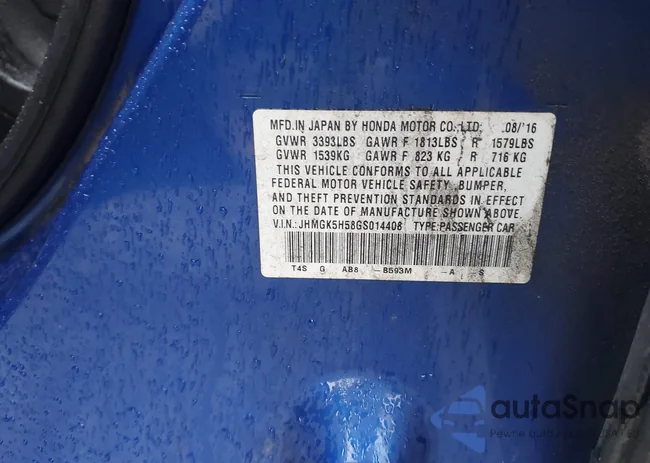 MFD.IN JAPAN BY HONDA MOTOR CO.,LTD. 08/'16
GVWR 3393LBS GAWR F 1813LBS R 1579LBS
GVWR 1539KG GAWR F 823 KG R 716 KG
THIS VEHICLE CONFORMS TO ALL APPLICABLE
FEDERAL MOTOR VEHICLE SAFETY, BUMPER,
AND THEFT PREVENTION STANDARDS IN EFFECT
ON THE DATE OF MANUFACTURE SHOWN ABOVE.
V.I.N.: JHMGK5H58GS014408 TYPE:PASSENGER CAR
T4S G AB8 -B593M -A S
autoSnap
Pewne auto